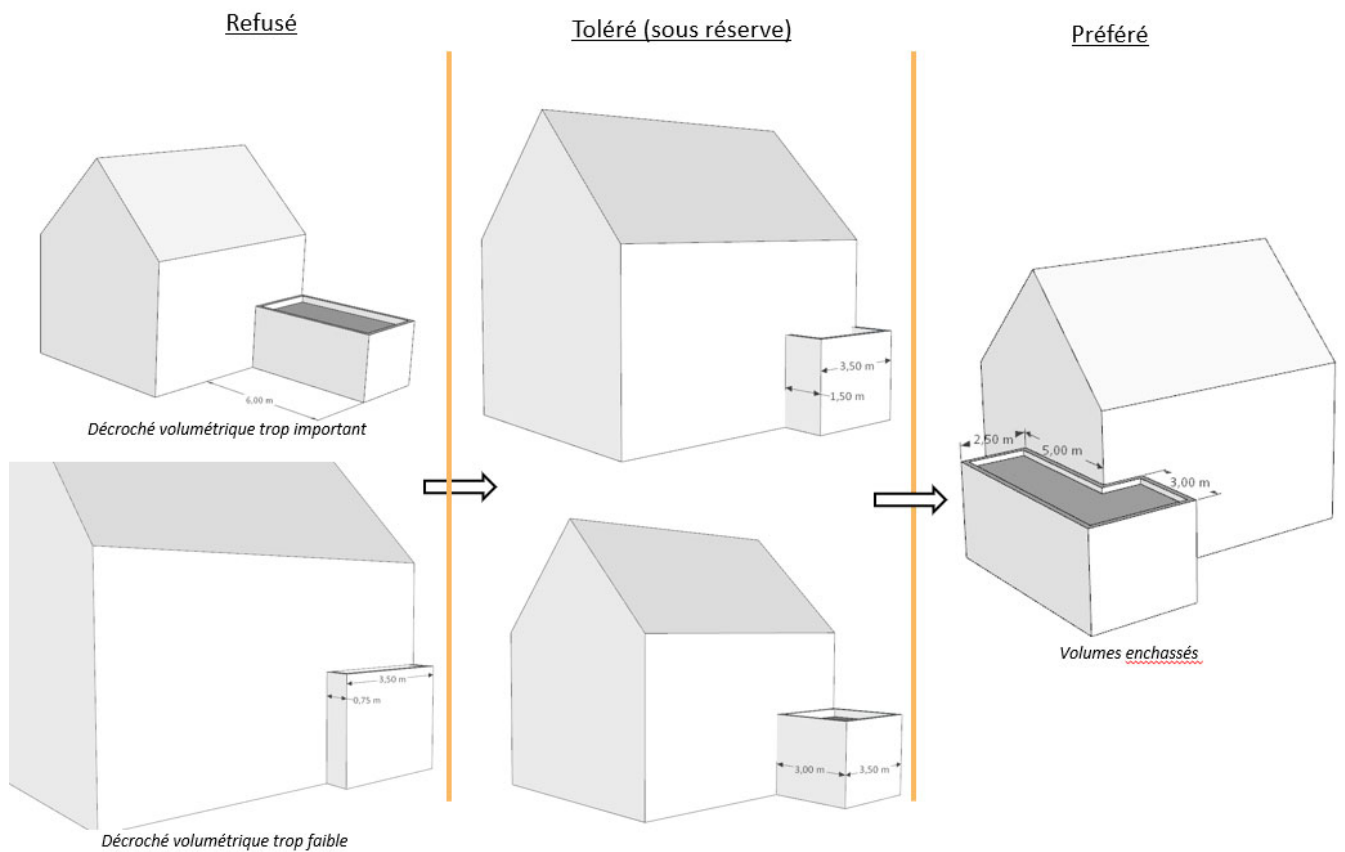 Refusé
6,00 m
Décroché volumétrique trop important
3,50 m
0,75 m
Décroché volumétrique trop faible
Toléré (sous réserve)
3,50 m
1,50 m
3,00 m
3,50 m
Préféré
2,50 m
5,00 m
3,00 m
Volumes enchassés